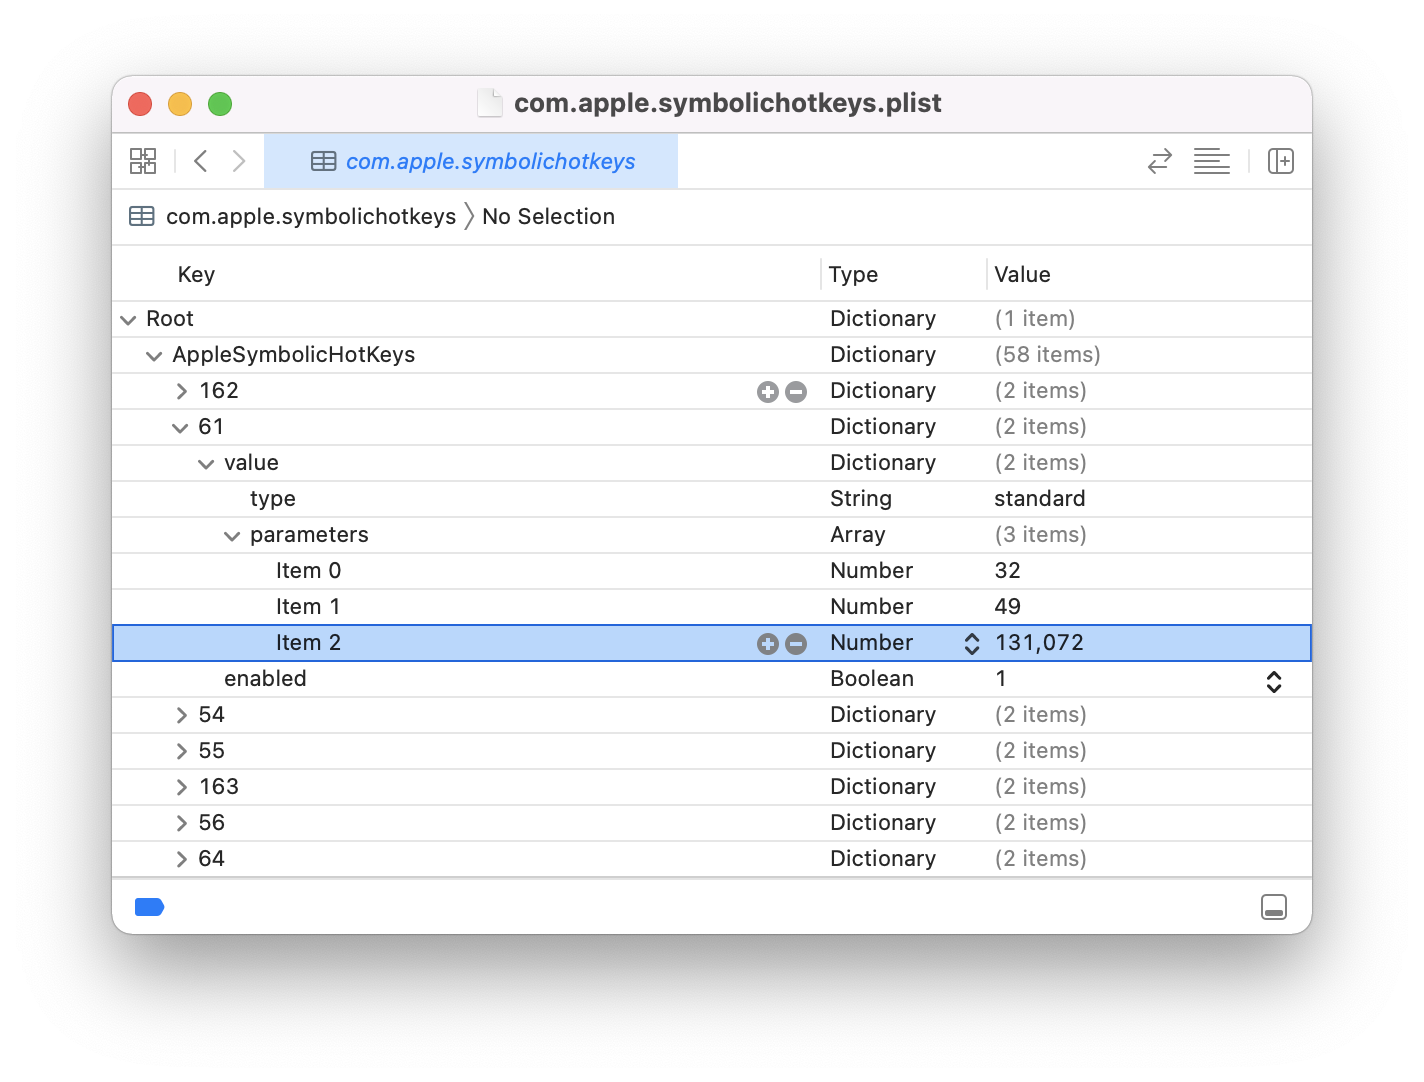 com.apple.symbolichotkeys.plist
com.apple.symbolichotkeys
com.apple.symbolichotkeys No Selection
Key Type Value
Root Dictionary (1 item)
AppleSymbolicHotKeys Dictionary (58 items)
162 Dictionary (2 items)
61 Dictionary (2 items)
value Dictionary (2 items)
type String standard
parameters Array (3 items)
Item 0 Number 32
Item 1 Number 49
Item 2 Number 131,072
enabled Boolean 1
54 Dictionary (2 items)
55 Dictionary (2 items)
163 Dictionary (2 items)
56 Dictionary (2 items)
64 Dictionary (2 items)